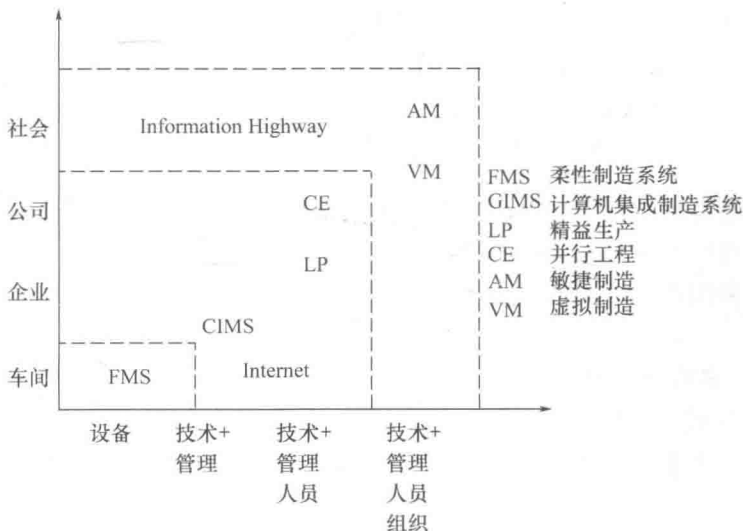 社会
Information Highway
AM
VM
公司
CE
企业
LP
CIMS
车间
FMS
Internet
设备
技术+
管理
技术+
管理
人员
技术+
管理
人员
组织
FMS 柔性制造系统
GIMS 计算机集成制造系统
LP 精益生产
CE 并行工程
AM 敏捷制造
VM 虚拟制造